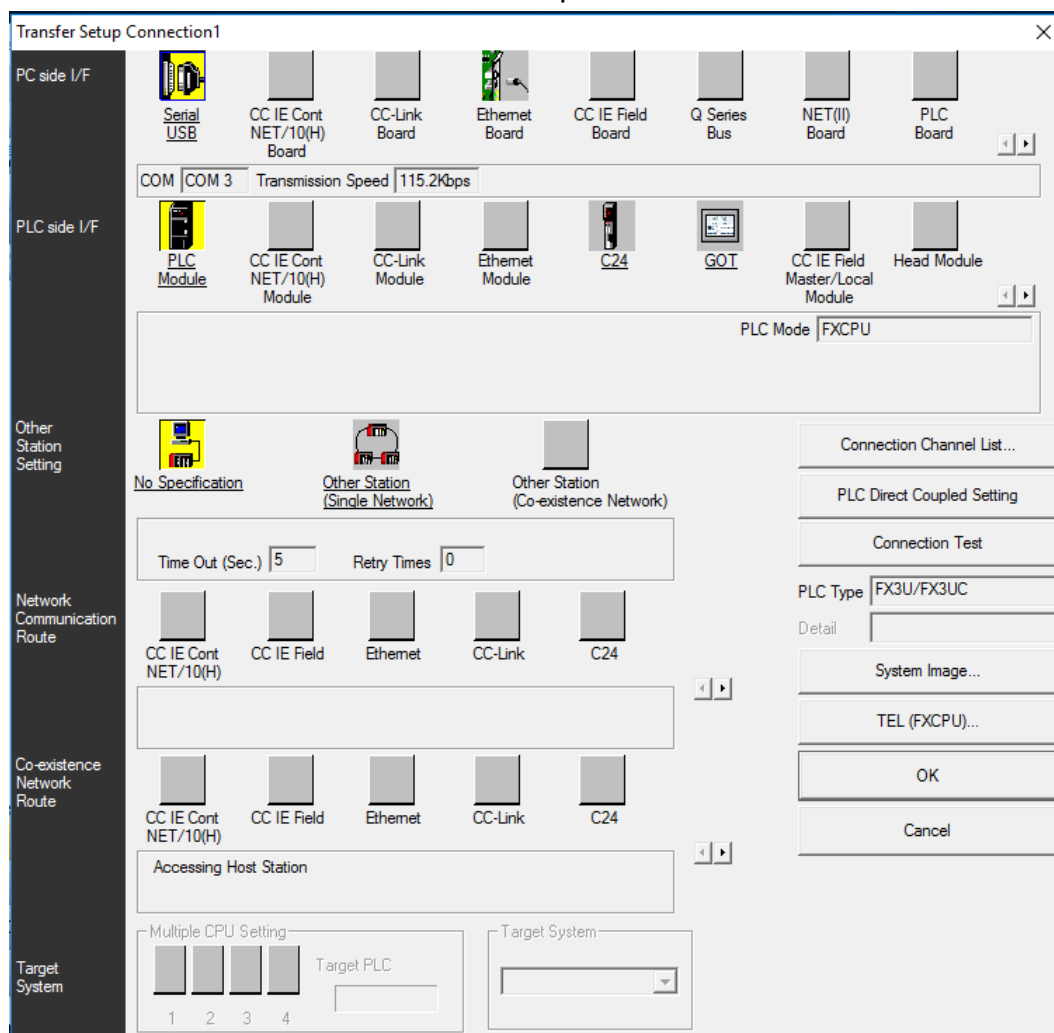 Transfer Setup Connection1
PC side I/F
Serial
USB
CC IE Cont
NET/10(H)
Board
CC-Link
Board
Ethernet
Board
CC IE Field
Board
Q Series
Bus
NET(II)
Board
PLC
Board
COM COM 3 Transmission Speed 115.2Kbps
PLC side I/F
PLC
Module
CC IE Cont
NET/10(H)
Module
CC-Link
Module
Ethernet
Module
C24
GOT
CC IE Field
Master/Local
Module
Head Module
PLC Mode FXCPU
Other
Station
Setting
No Specification
Other Station
(Single Network)
Other Station
(Co-existence Network)
Time Out (Sec.) 5 Retry Times 0
Connection Channel List...
PLC Direct Coupled Setting
Connection Test
PLC Type FX3U/FX3UC
Detail
System Image...
TEL (FXCPU)...
OK
Cancel
Network
Communication
Route
CC IE Cont
NET/10(H)
CC IE Field
Ethernet
CC-Link
C24
Co-existence
Network
Route
CC IE Cont
NET/10(H)
CC IE Field
Ethernet
CC-Link
C24
Accessing Host Station
Target
System
Multiple CPU Setting
1 2 3 4
Target PLC
Target System